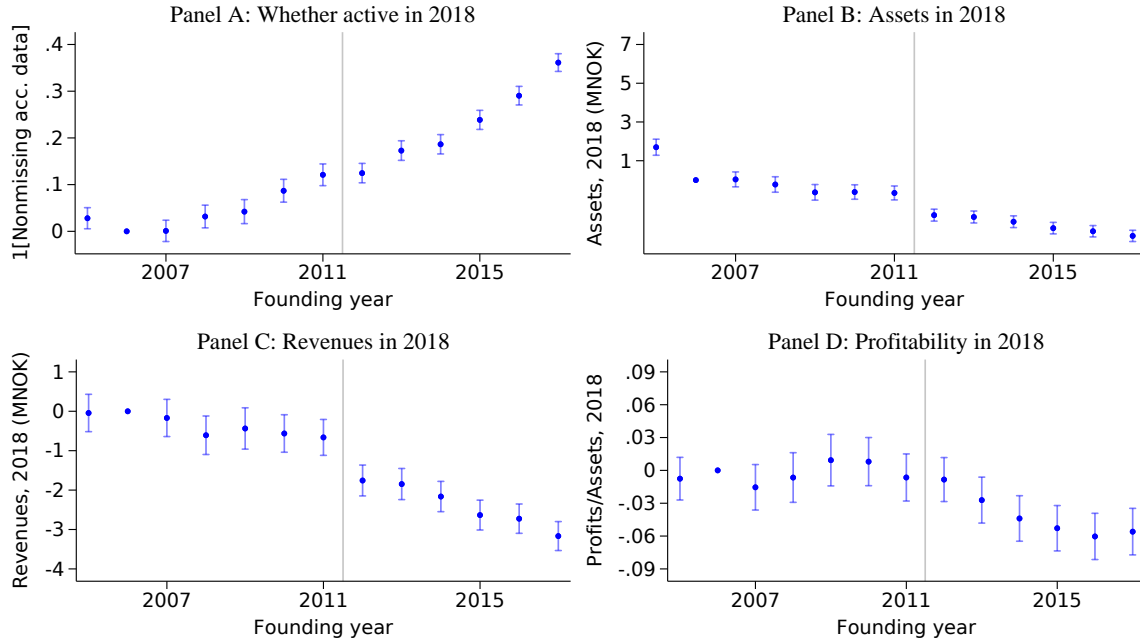 Panel A: Whether active in 2018
1[Nonmissing acc. data]
.4
.3
.2
.1
0
2007 2011 2015
Founding year
Panel B: Assets in 2018
Assets, 2018 (MNOK)
7
5
3
1
2007 2011 2015
Founding year
Panel C: Revenues in 2018
Revenues, 2018 (MNOK)
1
0
-1
-2
-3
-4
2007 2011 2015
Founding year
Panel D: Profitability in 2018
Profits/Assets, 2018
.09
.06
.03
0
-.03
-.06
-.09
2007 2011 2015
Founding year